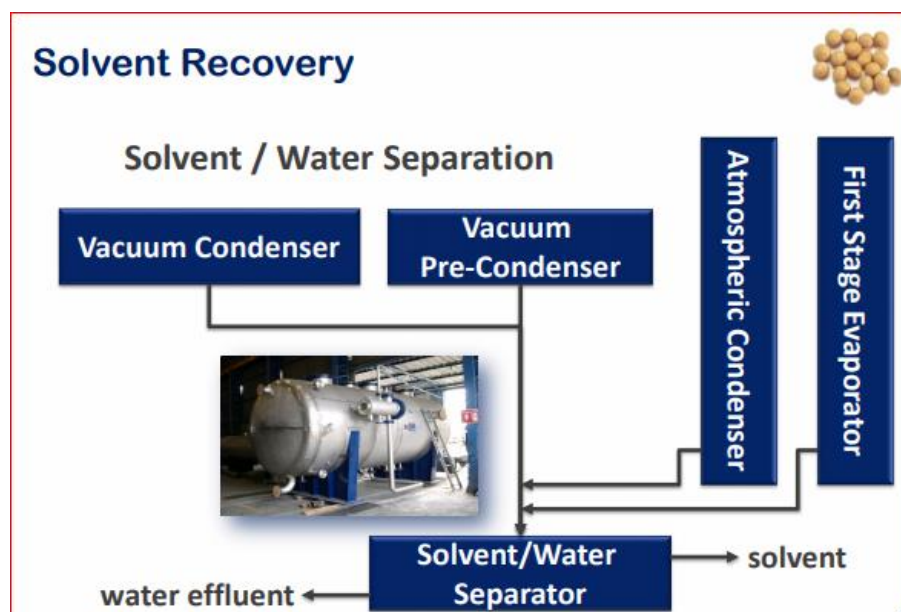 Solvent Recovery
Solvent / Water Separation
Vacuum Condenser
Vacuum
Pre-Condenser
Atmospheric Condenser
First Stage Evaporator
Solvent/Water
Separator
solvent
water effluent